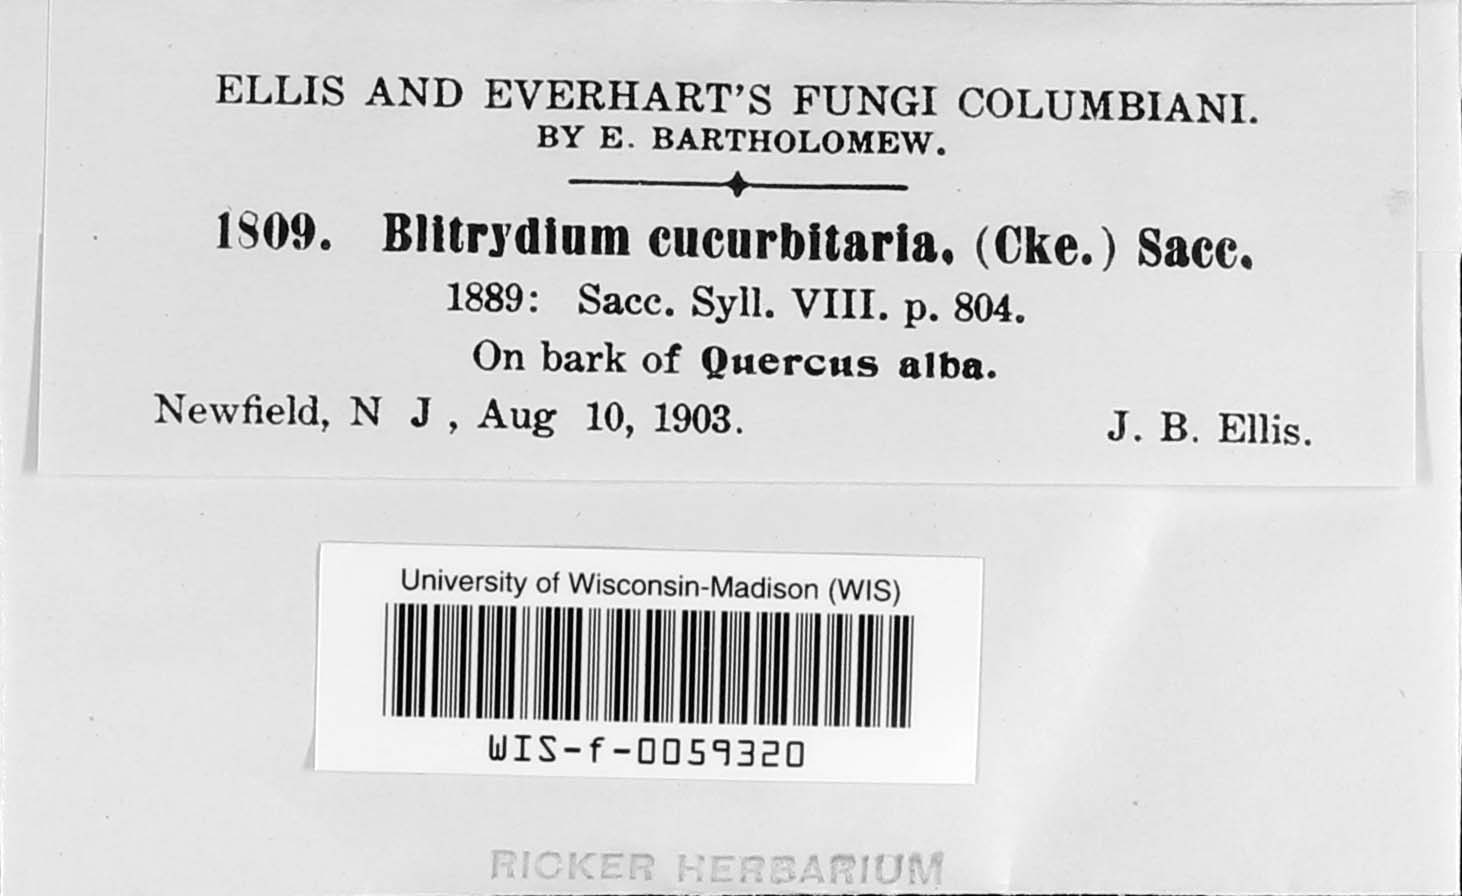 ELLIS AND EVERHART'S FUNGI COLUMBIANI.
BY E. BARTHOLOMEW.
1809. Blitrydium cucurbitaria. (Cke.) Sacc.
1889: Sacc. Syll. VIII. p. 804.
On bark of Quercus alba.
Newfield, N J , Aug 10, 1903. J. B. Ellis.
University of Wisconsin-Madison (WIS)
WIS-f-0059320
RICKER HERBARIUM